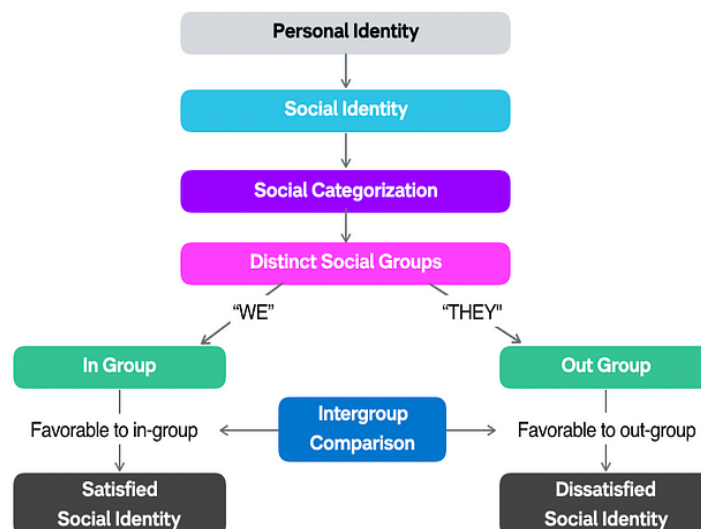 Personal Identity
Social Identity
Social Categorization
Distinct Social Groups
“WE”
“THEY"
In Group
Out Group
Intergroup
Comparison
Favorable to in-group
Favorable to out-group
Satisfied
Social Identity
Dissatisfied
Social Identity